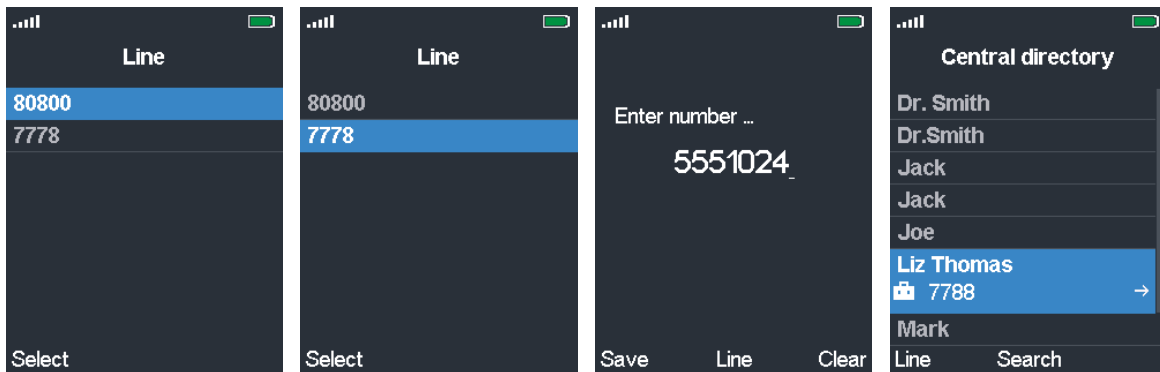 Line
80800
7778
Select
Line
80800
7778
Select
Enter number ...
5551024_
Save Line Clear
Central directory
Dr. Smith
Dr.Smith
Jack
Jack
Joe
Liz Thomas
7788 →
Mark
Line Search